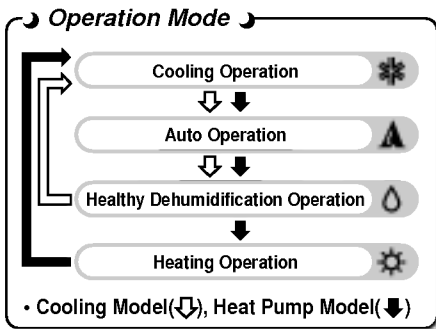 Operation Mode
Cooling Operation
Auto Operation
Healthy Dehumidification Operation
Heating Operation
• Cooling Model(⇩), Heat Pump Model(⬇)